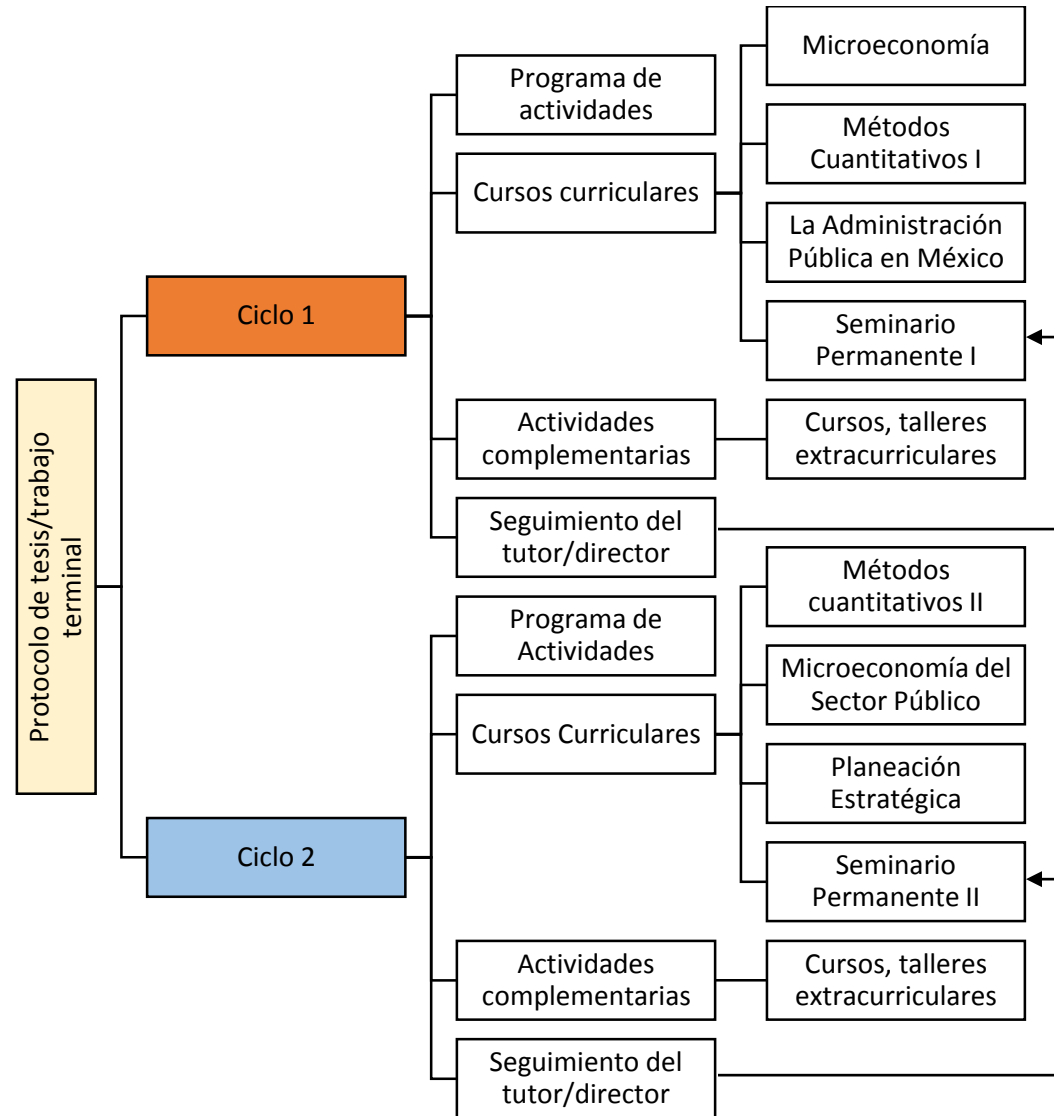 Protocolo de tesis/trabajo
terminal
Ciclo 1
Programa de
actividades
Cursos curriculares
Microeconomía
Métodos
Cuantitativos I
La Administración
Pública en México
Seminario
Permanente I
Actividades
complementarias
Cursos, talleres
extracurriculares
Seguimiento del
tutor/director
Ciclo 2
Programa de
Actividades
Cursos Curriculares
Métodos
cuantitativos II
Microeconomía del
Sector Público
Planeación
Estratégica
Seminario
Permanente II
Actividades
complementarias
Cursos, talleres
extracurriculares
Seguimiento del
tutor/director